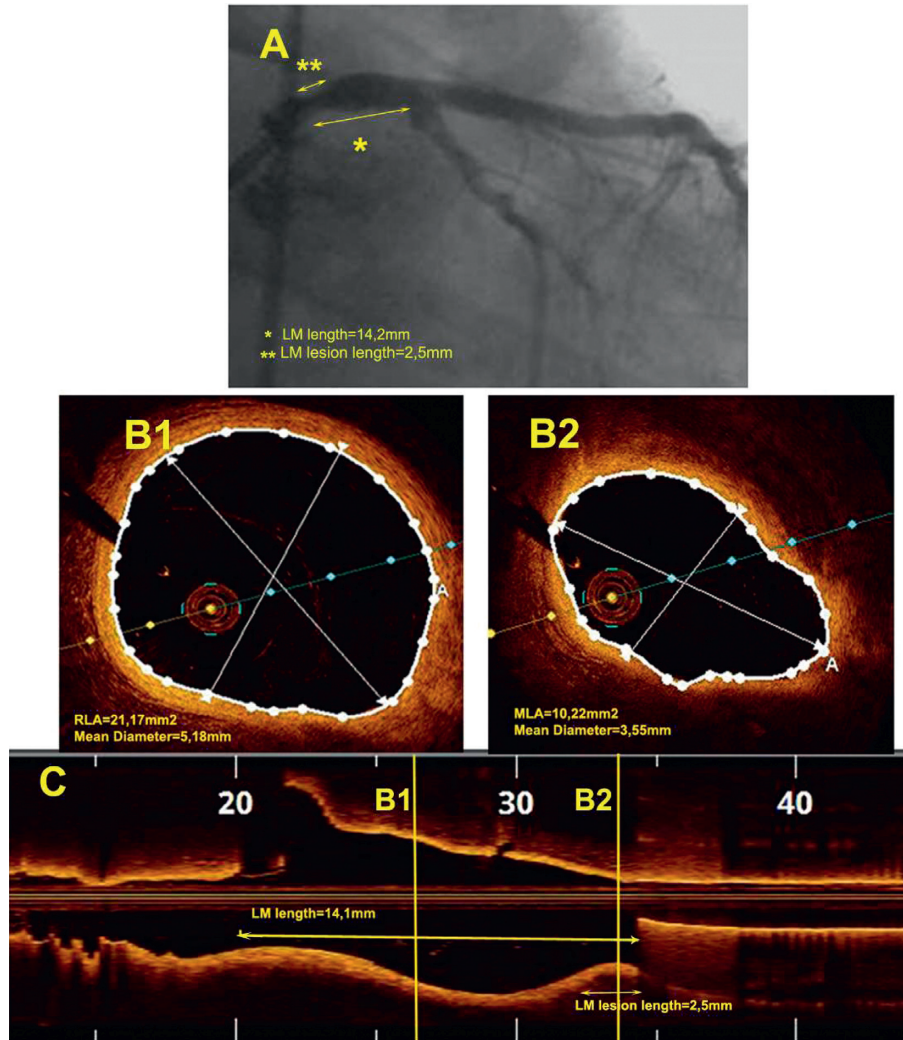 A
**
*
* LM length=14,2mm
** LM lesion length=2,5mm
B1
A
RLA=21,17mm2
Mean Diameter=5,18mm
B2
A
MLA=10,22mm2
Mean Diameter=3,55mm
C
20
B1
30
B2
40
LM length=14,1mm
LM lesion length=2,5mm